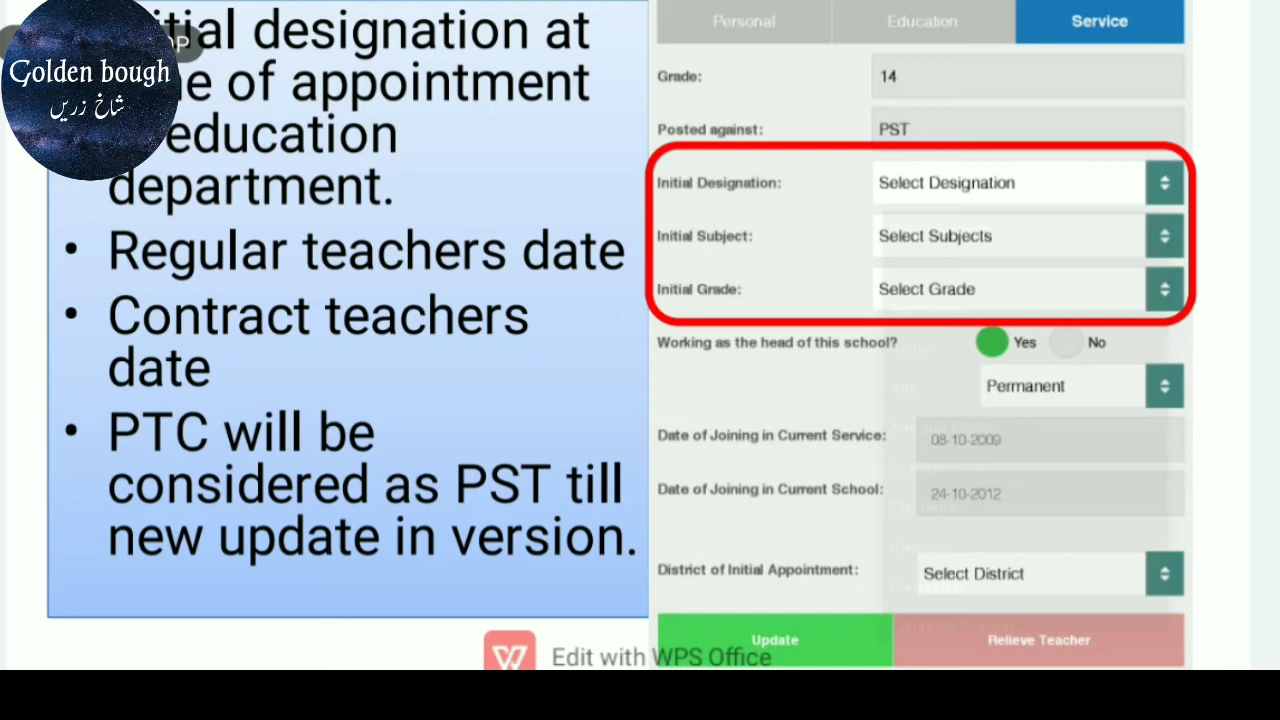 Golden bough
شاخ زریں
designation at
of appointment
education
department.
• Regular teachers date
• Contract teachers
date
• PTC will be
considered as PST till
new update in version.
Personal Education Service
Grade: 14
Posted against: PST
Initial Designation: Select Designation
Initial Subject: Select Subjects
Initial Grade: Select Grade
Working as the head of this school? Yes No
Permanent
Date of Joining in Current Service: 08-10-2009
Date of Joining in Current School: 24-10-2012
District of Initial Appointment: Select District
Update Relieve Teacher
Edit with WPS Office